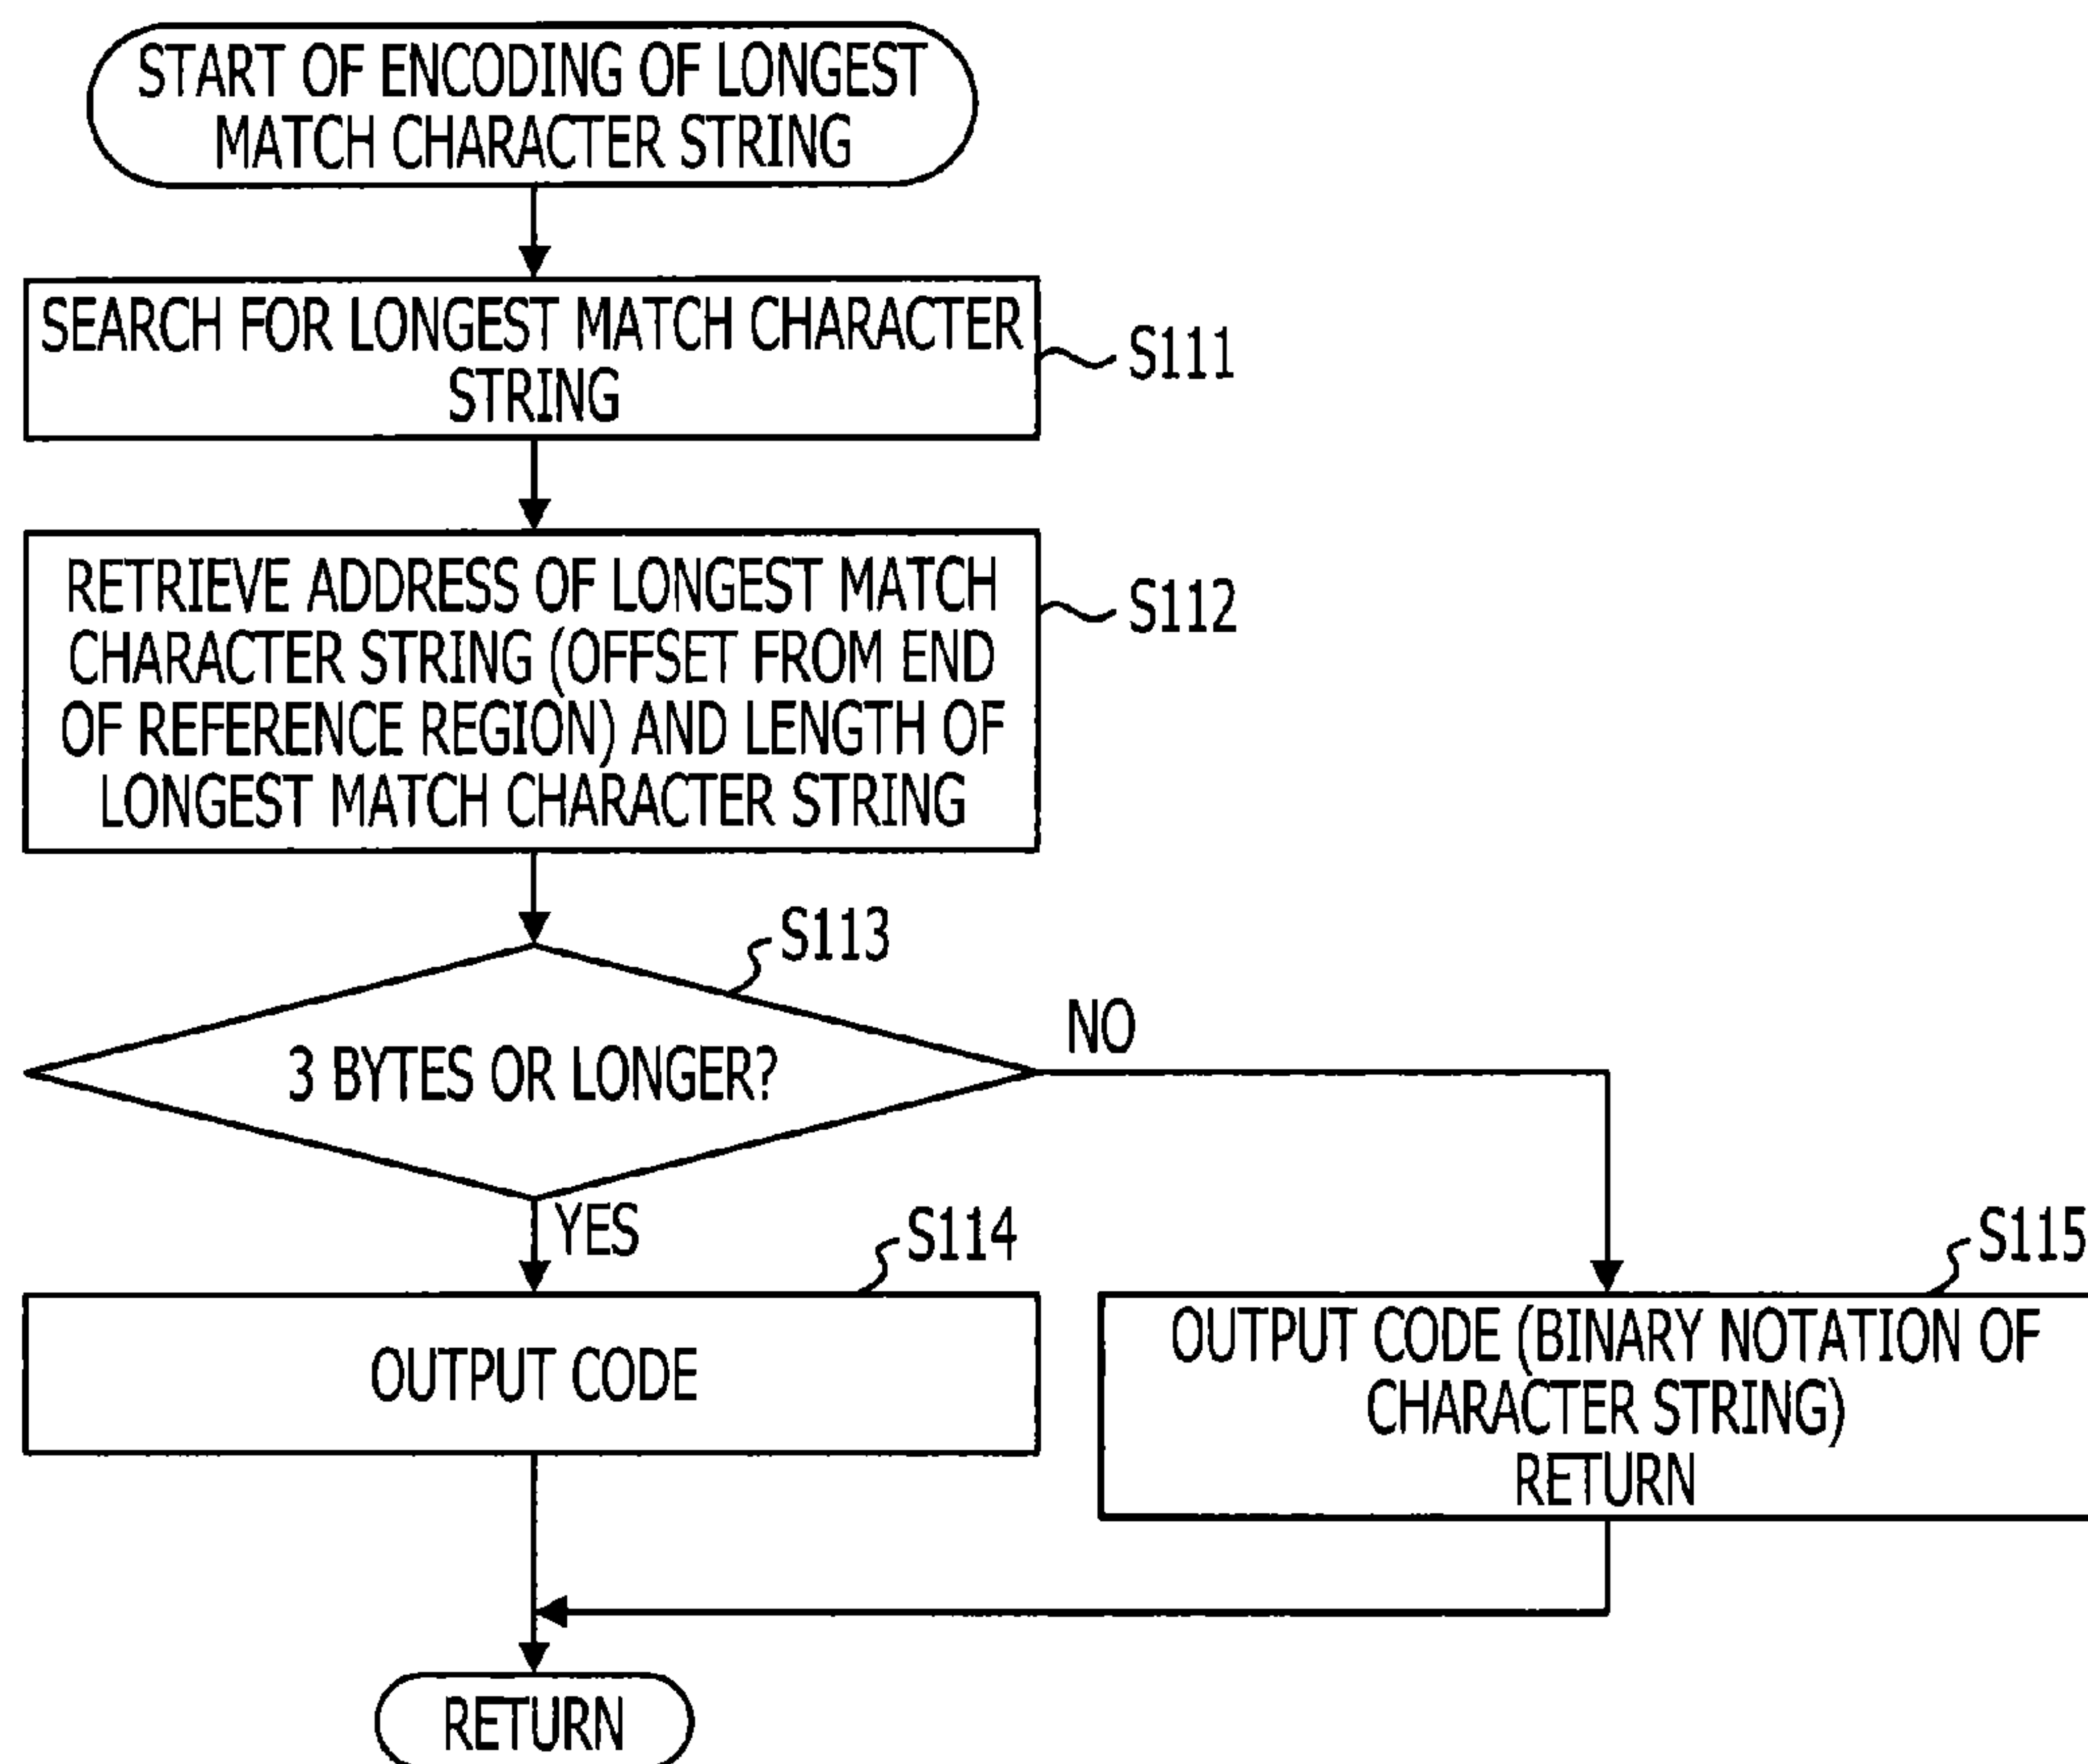 START OF ENCODING OF LONGEST
MATCH CHARACTER STRING
SEARCH FOR LONGEST MATCH CHARACTER
STRING
S111
RETRIEVE ADDRESS OF LONGEST MATCH
CHARACTER STRING (OFFSET FROM END
OF REFERENCE REGION) AND LENGTH OF
LONGEST MATCH CHARACTER STRING
S112
S113
3 BYTES OR LONGER?
NO
YES
S114
OUTPUT CODE
S115
OUTPUT CODE (BINARY NOTATION OF
CHARACTER STRING)
RETURN
RETURN